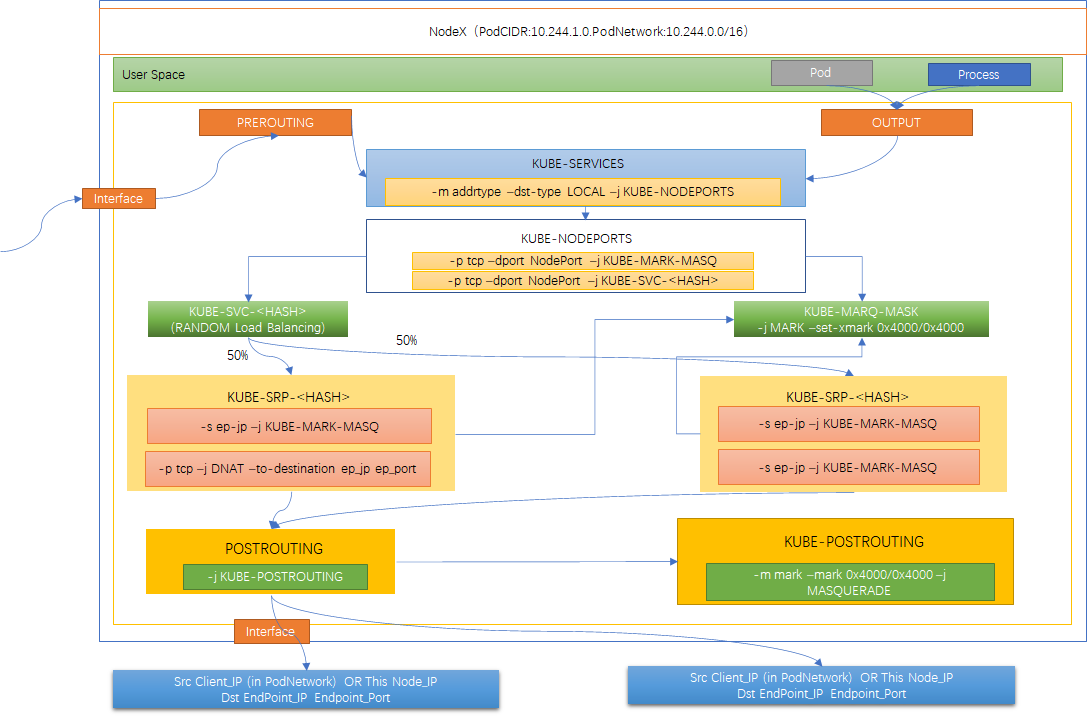 NodeX（PodCIDR:10.244.1.0.PodNetwork:10.244.0.0/16）
User Space
Pod
Process
PREROUTING
OUTPUT
KUBE-SERVICES
-m addrtype –dst-type LOCAL –j KUBE-NODEPORTS
Interface
KUBE-NODEPORTS
-p tcp –dport NodePort –j KUBE-MARK-MASQ
-p tcp –dport NodePort –j KUBE-SVC-<HASH>
KUBE-SVC-<HASH>
(RANDOM Load Balancing)
KUBE-MARQ-MASK
-j MARK –set-xmark 0x4000/0x4000
50%
50%
KUBE-SRP-<HASH>
-s ep-jp –j KUBE-MARK-MASQ
-p tcp –j DNAT –to-destination ep_jp ep_port
KUBE-SRP-<HASH>
-s ep-jp –j KUBE-MARK-MASQ
-s ep-jp –j KUBE-MARK-MASQ
POSTROUTING
-j KUBE-POSTROUTING
KUBE-POSTROUTING
-m mark –mark 0x4000/0x4000 –j
MASQUERADE
Interface
Src Client_IP (in PodNetwork) OR This Node_IP
Dst EndPoint_IP Endpoint_Port
Src Client_IP (in PodNetwork) OR This Node_IP
Dst EndPoint_IP Endpoint_Port